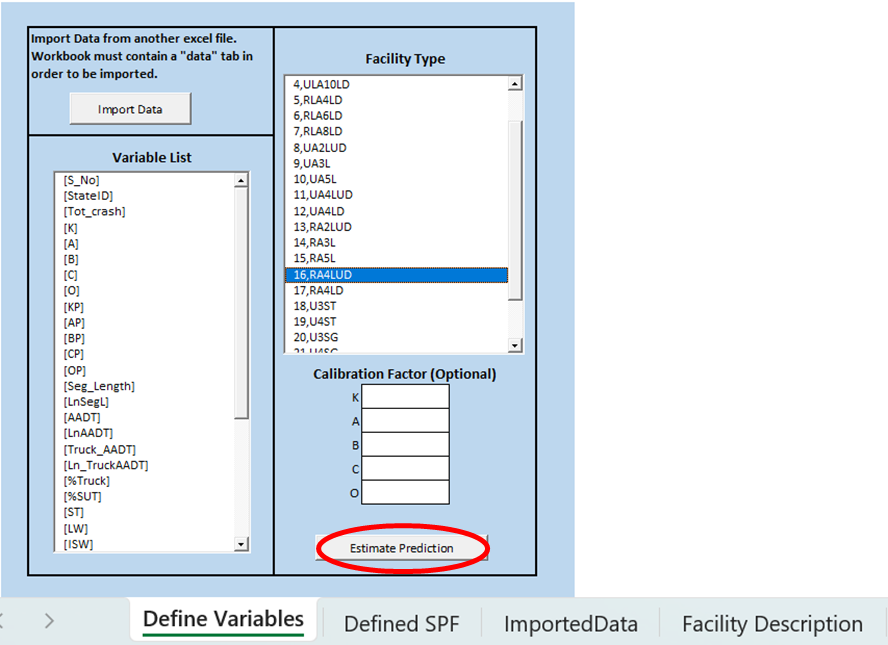 Import Data from another excel file.
Workbook must contain a "data" tab in
order to be imported.
Import Data
Variable List
[S_No]
[StateID]
[Tot_crash]
[K]
[A]
[B]
[C]
[O]
[KP]
[AP]
[BP]
[CP]
[OP]
[Seg_Length]
[LnSegL]
[AADT]
[LnAADT]
[Truck_AADT]
[Ln_TruckAADT]
[%Truck]
[%SUT]
[ST]
[LW]
[ISW]
Facility Type
4,ULA10LD
5,RLA4LD
6,RLA6LD
7,RLA8LD
8,UA2LUD
9,UA3L
10,UA5L
11,UA4LUD
12,UA4LD
13,RA2LUD
14,RA3L
15,RA5L
16,RA4LUD
17,RA4LD
18,U3ST
19,U4ST
20,U3SG
21,U4SG
Calibration Factor (Optional)
K
A
B
C
O
Estimate Prediction
Define Variables
Defined SPF
ImportedData
Facility Description